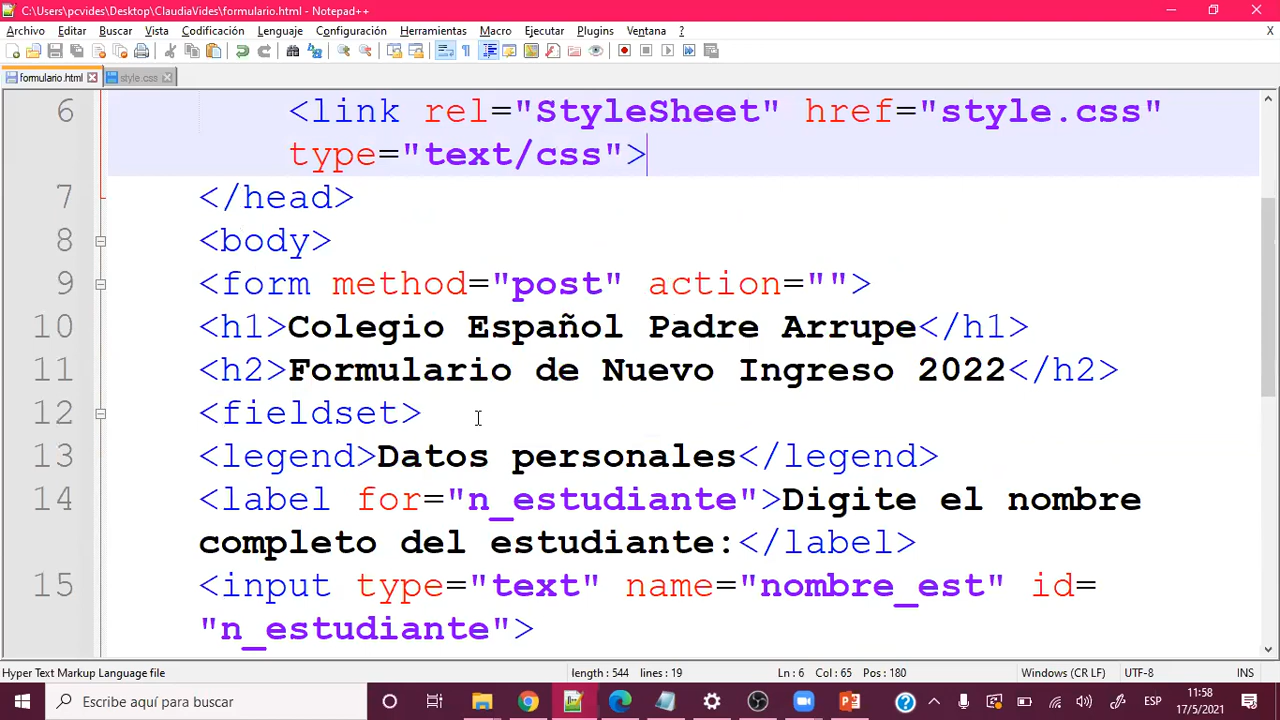 C:\Users\pcvides\Desktop\ClaudiaVides\formulario.html - Notepad++
Archivo Editar Buscar Vista Codificación Lenguaje Configuración Herramientas Macro Ejecutar Plugins Ventana ? X
formulario.html style.css
6 <link rel="StyleSheet" href="style.css"
type="text/css">
7 </head>
8 <body>
9 <form method="post" action="">
10 <h1>Colegio Español Padre Arrupe</h1>
11 <h2>Formulario de Nuevo Ingreso 2022</h2>
12 <fieldset>
13 <legend>Datos personales</legend>
14 <label for="n_estudiante">Digite el nombre
completo del estudiante:</label>
15 <input type="text" name="nombre_est" id=
"n_estudiante">
Hyper Text Markup Language file length : 544 lines : 19 Ln : 6 Col : 65 Pos : 180 Windows (CR LF) UTF-8 INS
Escribe aquí para buscar
ESP
11:58
17/5/2021